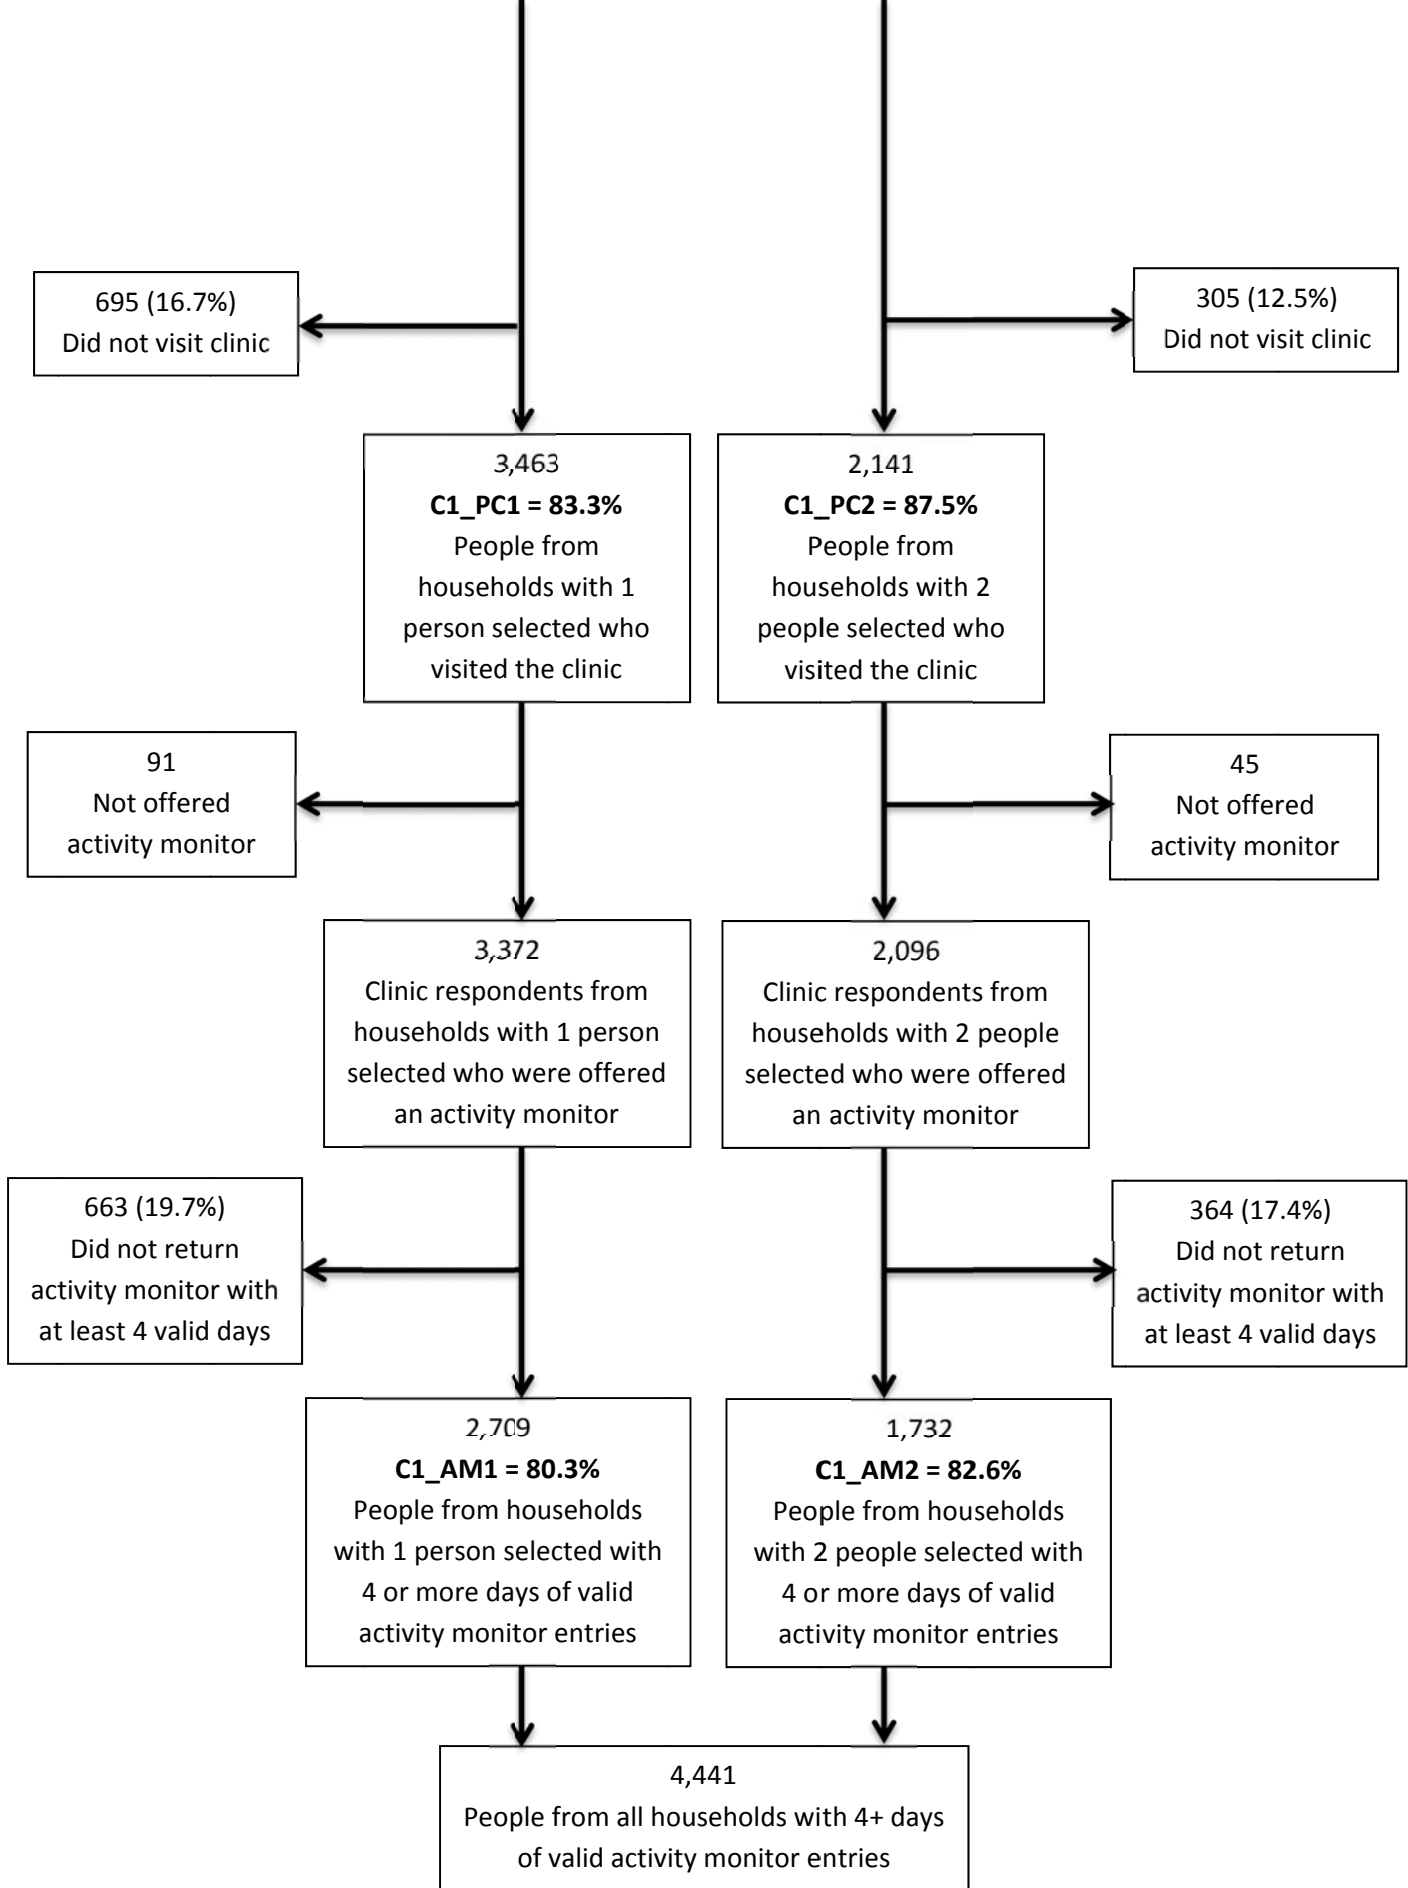 695 (16.7%)
Did not visit clinic
305 (12.5%)
Did not visit clinic
3,463
C1_PC1 = 83.3%
People from
households with 1
person selected who
visited the clinic
2,141
C1_PC2 = 87.5%
People from
households with 2
people selected who
visited the clinic
91
Not offered
activity monitor
45
Not offered
activity monitor
3,372
Clinic respondents from
households with 1 person
selected who were offered
an activity monitor
2,096
Clinic respondents from
households with 2 people
selected who were offered
an activity monitor
663 (19.7%)
Did not return
activity monitor with
at least 4 valid days
364 (17.4%)
Did not return
activity monitor with
at least 4 valid days
2,709
C1_AM1 = 80.3%
People from households
with 1 person selected with
4 or more days of valid
activity monitor entries
1,732
C1_AM2 = 82.6%
People from households
with 2 people selected with
4 or more days of valid
activity monitor entries
4,441
People from all households with 4+ days
of valid activity monitor entries